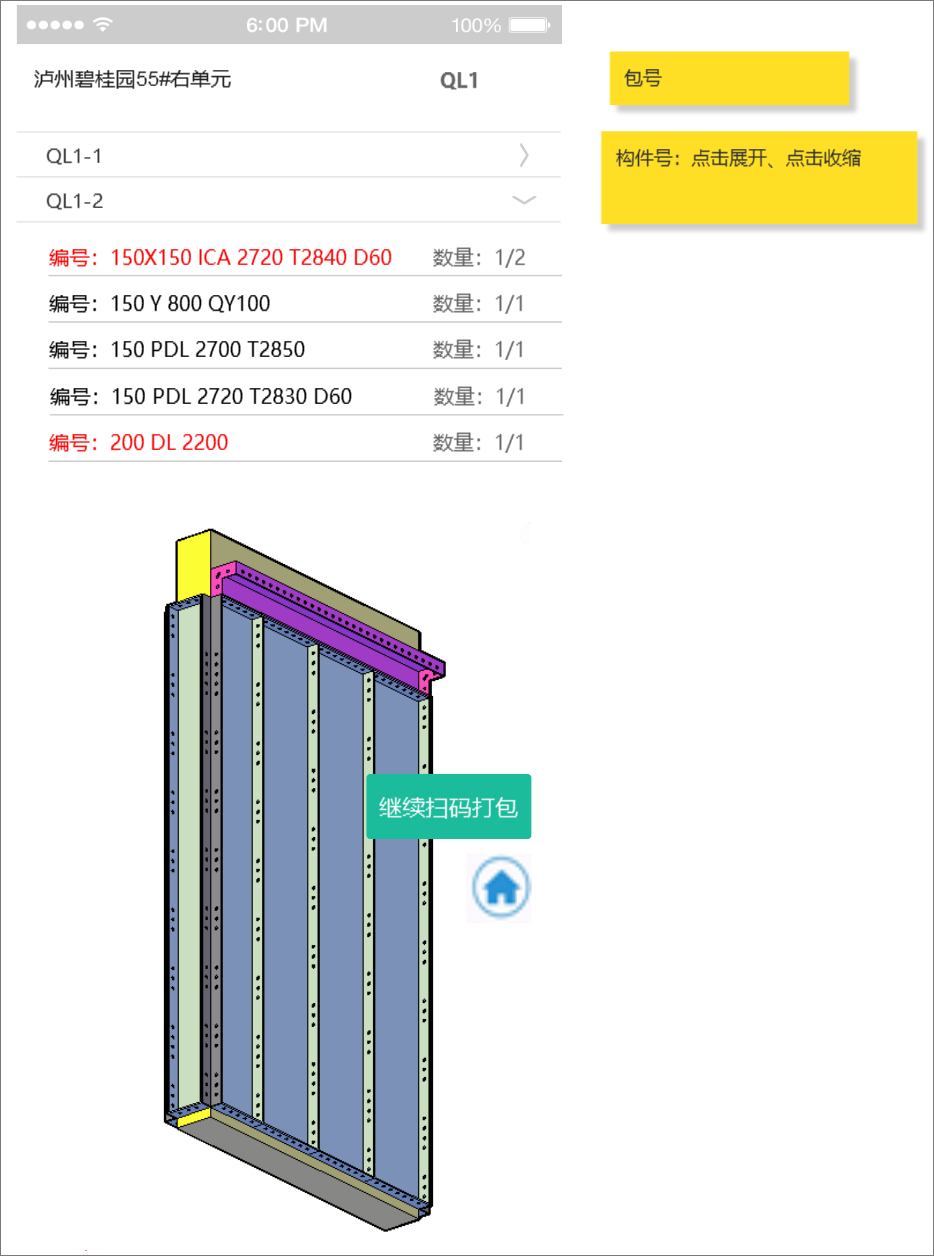 6:00 PM 100%
泸州碧桂园55#右单元 QL1
包号
QL1-1
构件号：点击展开、点击收缩
QL1-2
编号：150X150 ICA 2720 T2840 D60 数量：1/2
编号：150 Y 800 QY100 数量：1/1
编号：150 PDL 2700 T2850 数量：1/1
编号：150 PDL 2720 T2830 D60 数量：1/1
编号：200 DL 2200 数量：1/1
继续扫码打包